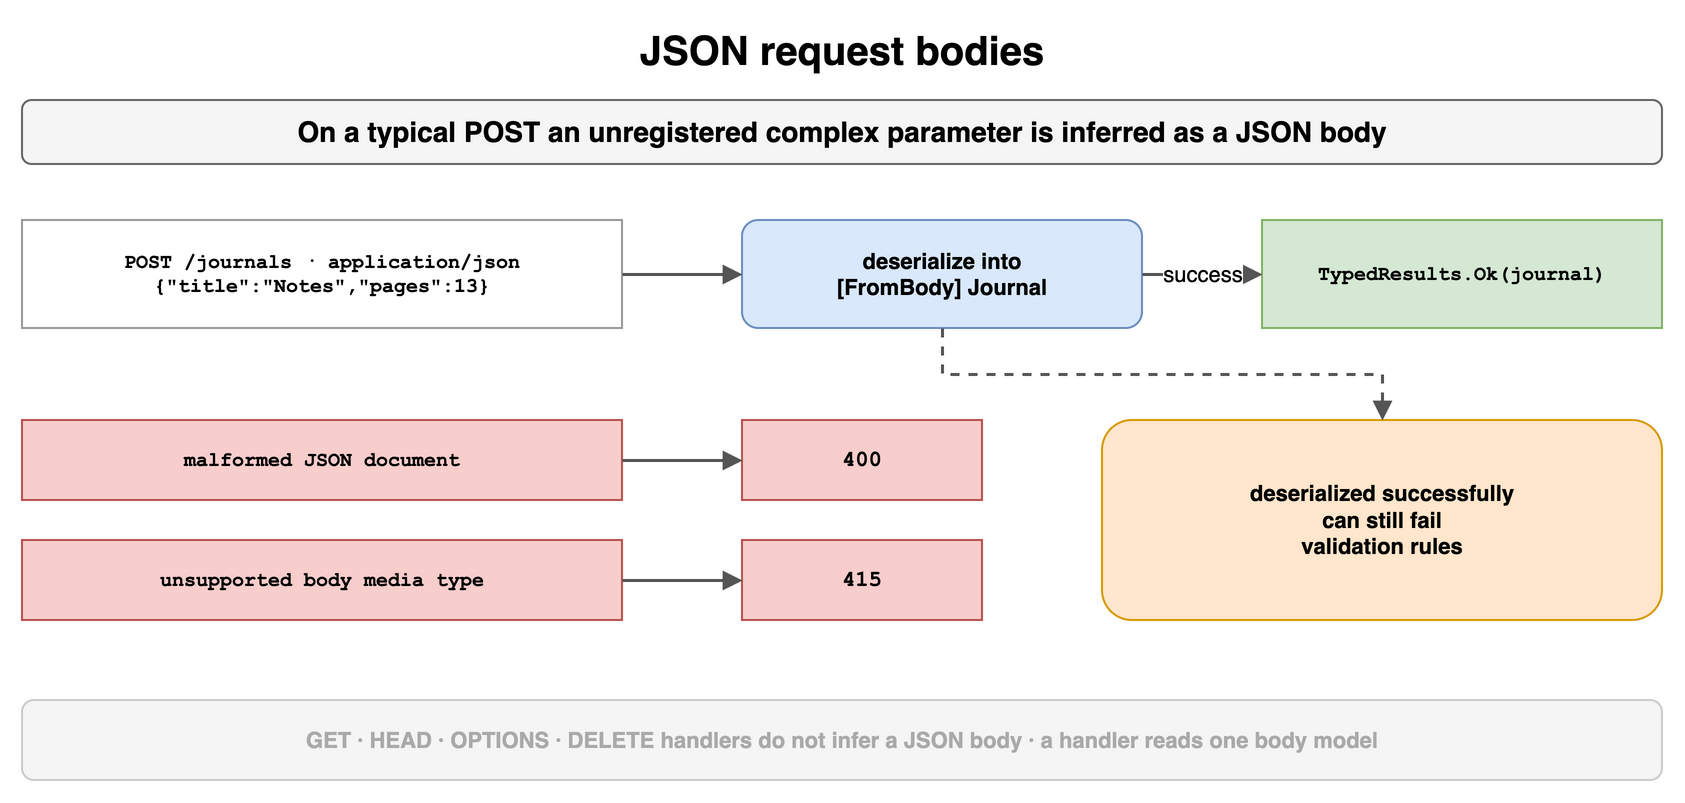 JSON request bodies
On a typical POST an unregistered complex parameter is inferred as a JSON body
POST /journals · application/json
{"title":"Notes","pages":13}
deserialize into
[FromBody] Journal
success
TypedResults.Ok(journal)
malformed JSON document
400
unsupported body media type
415
deserialized successfully
can still fail
validation rules
GET · HEAD · OPTIONS · DELETE handlers do not infer a JSON body · a handler reads one body model